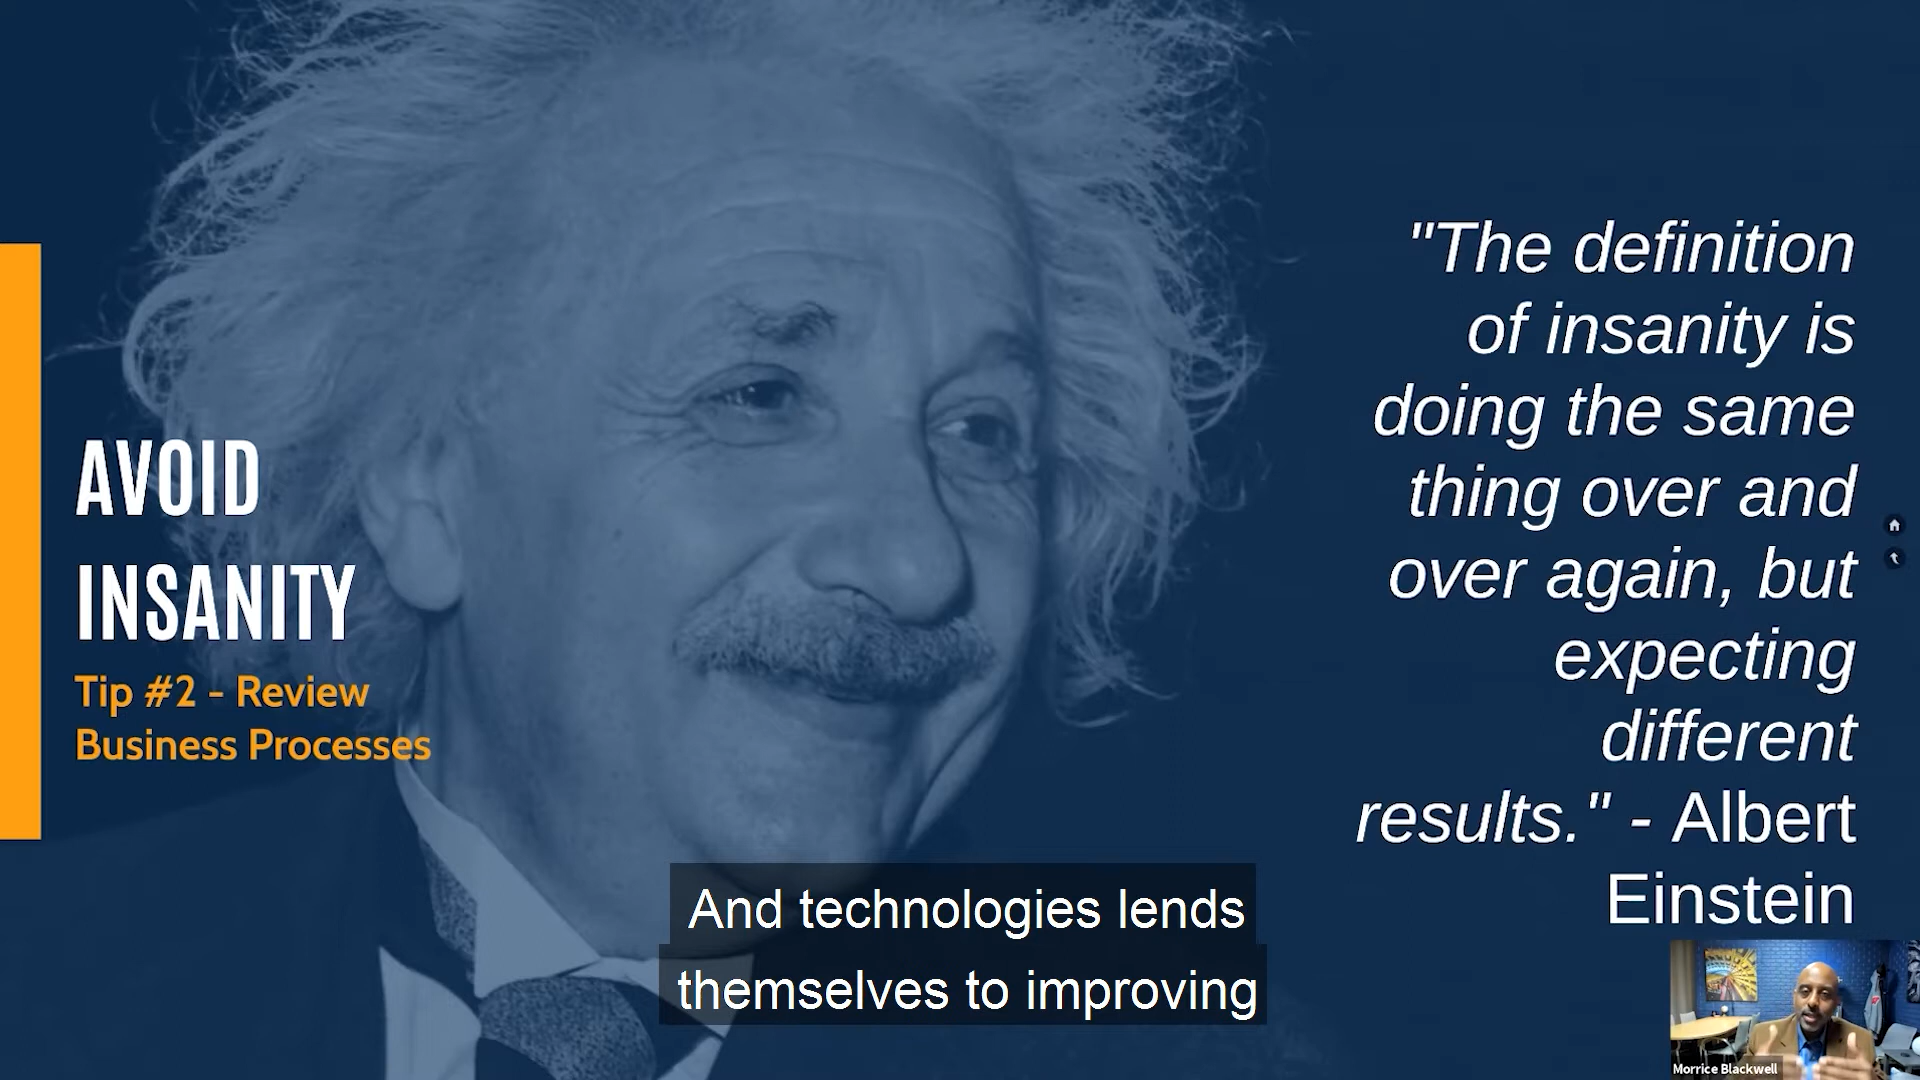 AVOID
INSANITY
Tip #2 - Review
Business Processes
"The definition
of insanity is
doing the same
thing over and
over again, but
expecting
different
results." - Albert
Einstein
And technologies lends
themselves to improving
Morrice Blackwell